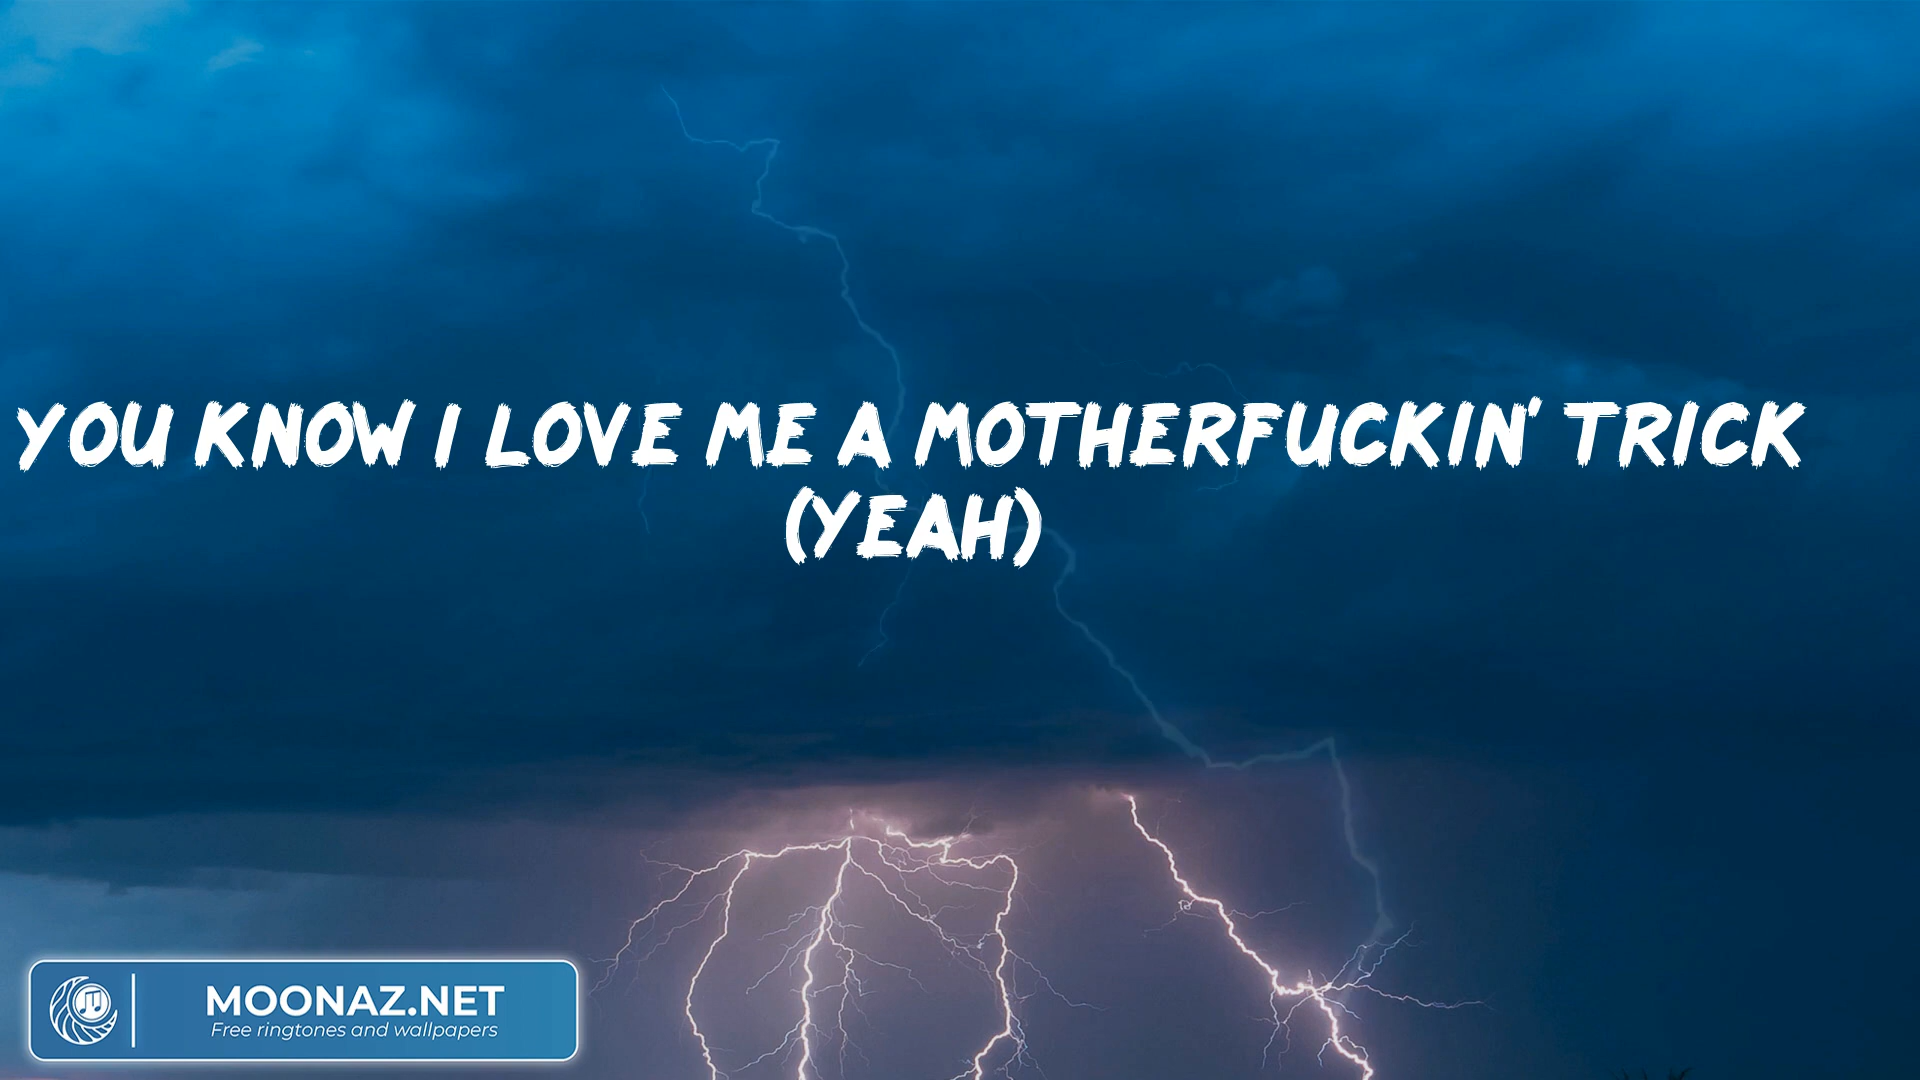 YOU KNOW I LOVE ME A MOTHERFUCKIN' TRICK
(YEAH)
MOONAZ.NET
Free ringtones and wallpapers